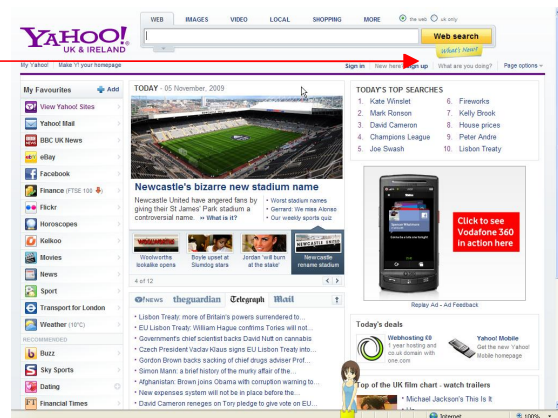 WEB IMAGES VIDEO LOCAL SHOPPING MORE the web uk only
YAHOO!
UK & IRELAND
Web search
What's New?
My Yahoo! Make Y! your homepage
Sign in New here? Sign up What are you doing? Page options
My Favourites Add
View Yahoo! Sites
Yahoo! Mail
BBC UK News
eBay
Facebook
Finance (FTSE 100
Flickr
Horoscopes
Kelkoo
Movies
News
Sport
Transport for London
Weather (10°C)
RECOMMENDED
Buzz
Sky Sports
Dating
Financial Times
TODAY - 05 November, 2009
Newcastle's bizarre new stadium name
Newcastle United have angered fans by
giving their St James' Park stadium a
controversial name. » What is it?
• Worst stadium names
• Gerrard: We miss Alonso
• Our weekly sports quiz
WOOLWORTHS
NEWCASTLE UNITED
Woolworths
lookalike opens
Boyle upset at
Slumdog stars
Jordan 'will burn
at the stake'
Newcastle
rename stadium
4 of 12
Y! NEWS theguardian Telegraph Mail
• Lisbon Treaty: more of Britain's powers surrendered to...
• EU Lisbon Treaty: William Hague confirms Tories will not...
• Government's chief scientist backs David Nutt on cannabis
• Czech President Vaclav Klaus signs EU Lisbon Treaty into...
• Gordon Brown backs sacking of chief drugs adviser Prof...
• Simon Mann: a brief history of the murky affair of the...
• Afghanistan: Brown joins Obama with corruption warning to...
• New expenses system will not be in place before the...
• David Cameron reneges on Tory pledge to give vote on EU...
TODAY'S TOP SEARCHES
1. Kate Winslet
2. Mark Ronson
3. David Cameron
4. Champions League
5. Joe Swash
6. Fireworks
7. Kelly Brook
8. House prices
9. Peter Andre
10. Lisbon Treaty
Click to see
Vodafone 360
in action here
Replay Ad - Ad Feedback
Today's deals
Webhosting €0
1 year hosting and
co.uk domain with
one.com
Yahoo! Mobile
Get the new Yahoo!
Mobile homepage
Top of the UK film chart - watch trailers
• Michael Jackson's This Is It
Internet 100%